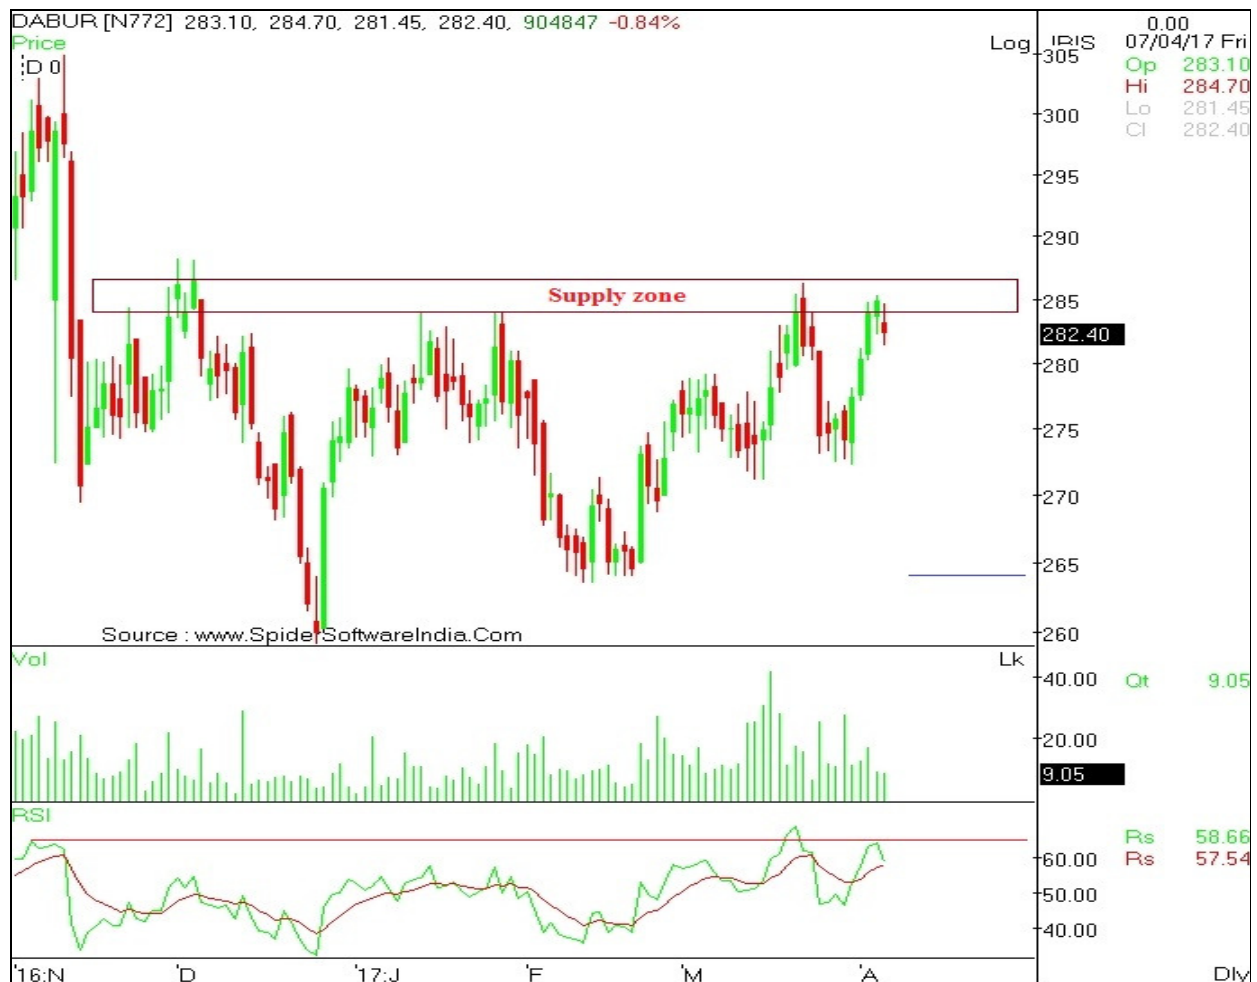 DABUR [N772] 283.10, 284.70, 281.45, 282.40, 904847 -0.84%
0.00
Price
Log
IRIS
07/04/17 Fri
D 0
305
Op 283.10
Hi 284.70
300
Lo 281.45
Cl 282.40
295
290
Supply zone
285
282.40
280
275
270
265
260
Source : www.SpiderSoftwareIndia.Com
Vol
Lk
40.00
Qt 9.05
20.00
9.05
RSI
Rs 58.66
60.00
Rs 57.54
50.00
40.00
'16:N 'D '17:J 'F 'M 'A
Dly